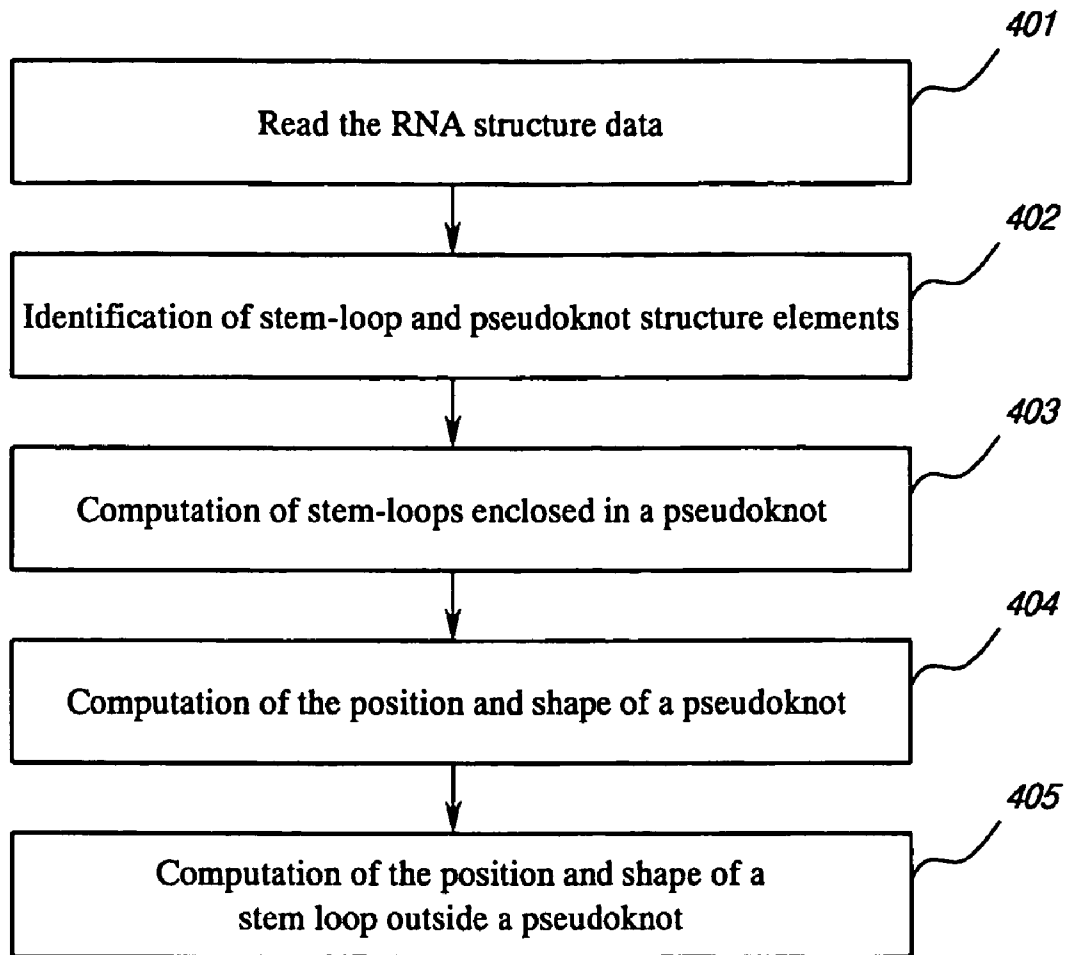 401
Read the RNA structure data
402
Identification of stem-loop and pseudoknot structure elements
403
Computation of stem-loops enclosed in a pseudoknot
404
Computation of the position and shape of a pseudoknot
405
Computation of the position and shape of a
stem loop outside a pseudoknot